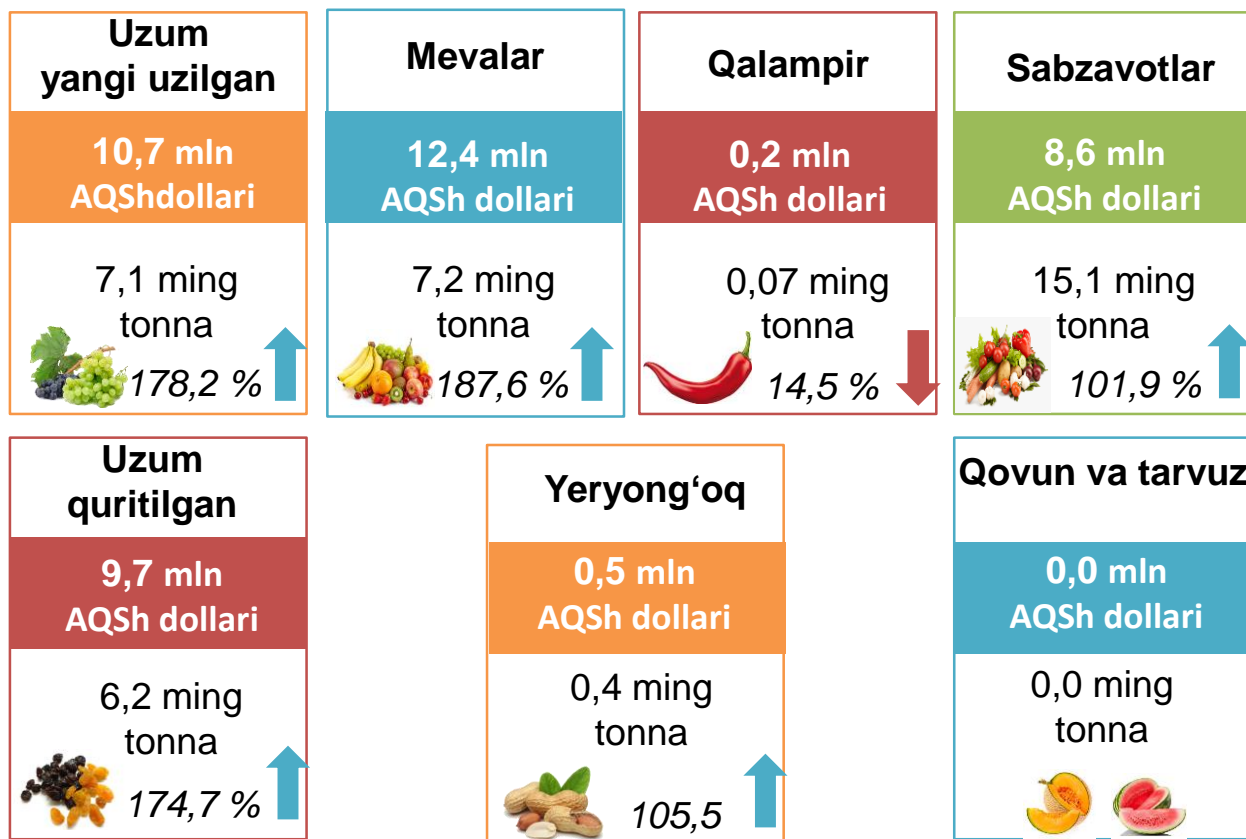 Uzum
yangi uzilgan
10,7 mln
AQShdollari
7,1 ming
tonna
178,2 %
Mevalar
12,4 mln
AQSh dollari
7,2 ming
tonna
187,6 %
Qalampir
0,2 mln
AQSh dollari
0,07 ming
tonna
14,5 %
Sabzavotlar
8,6 mln
AQSh dollari
15,1 ming
tonna
101,9 %
Uzum
quritilgan
9,7 mln
AQSh dollari
6,2 ming
tonna
174,7 %
Yeryong‘oq
0,5 mln
AQSh dollari
0,4 ming
tonna
105,5
Qovun va tarvuz
0,0 mln
AQSh dollari
0,0 ming
tonna